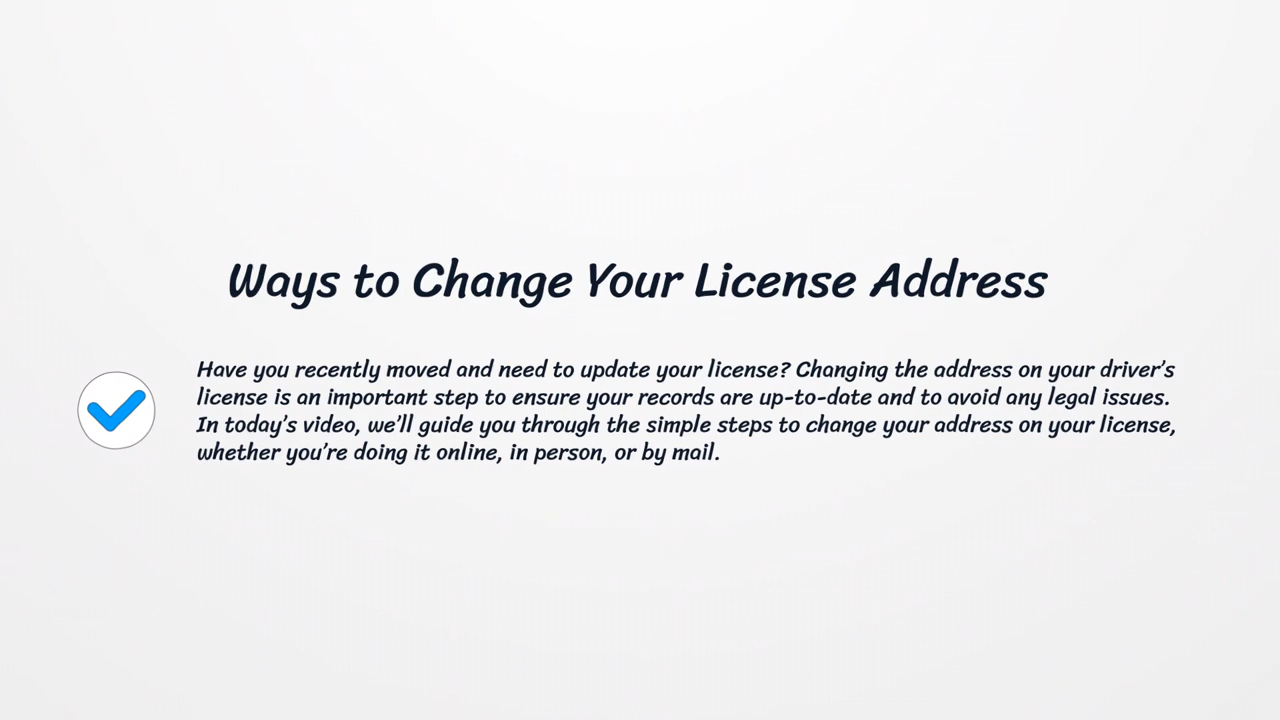 Ways to Change Your License Address
Have you recently moved and need to update your license? Changing the address on your driver’s
license is an important step to ensure your records are up-to-date and to avoid any legal issues.
In today’s video, we’ll guide you through the simple steps to change your address on your license,
whether you’re doing it online, in person, or by mail.